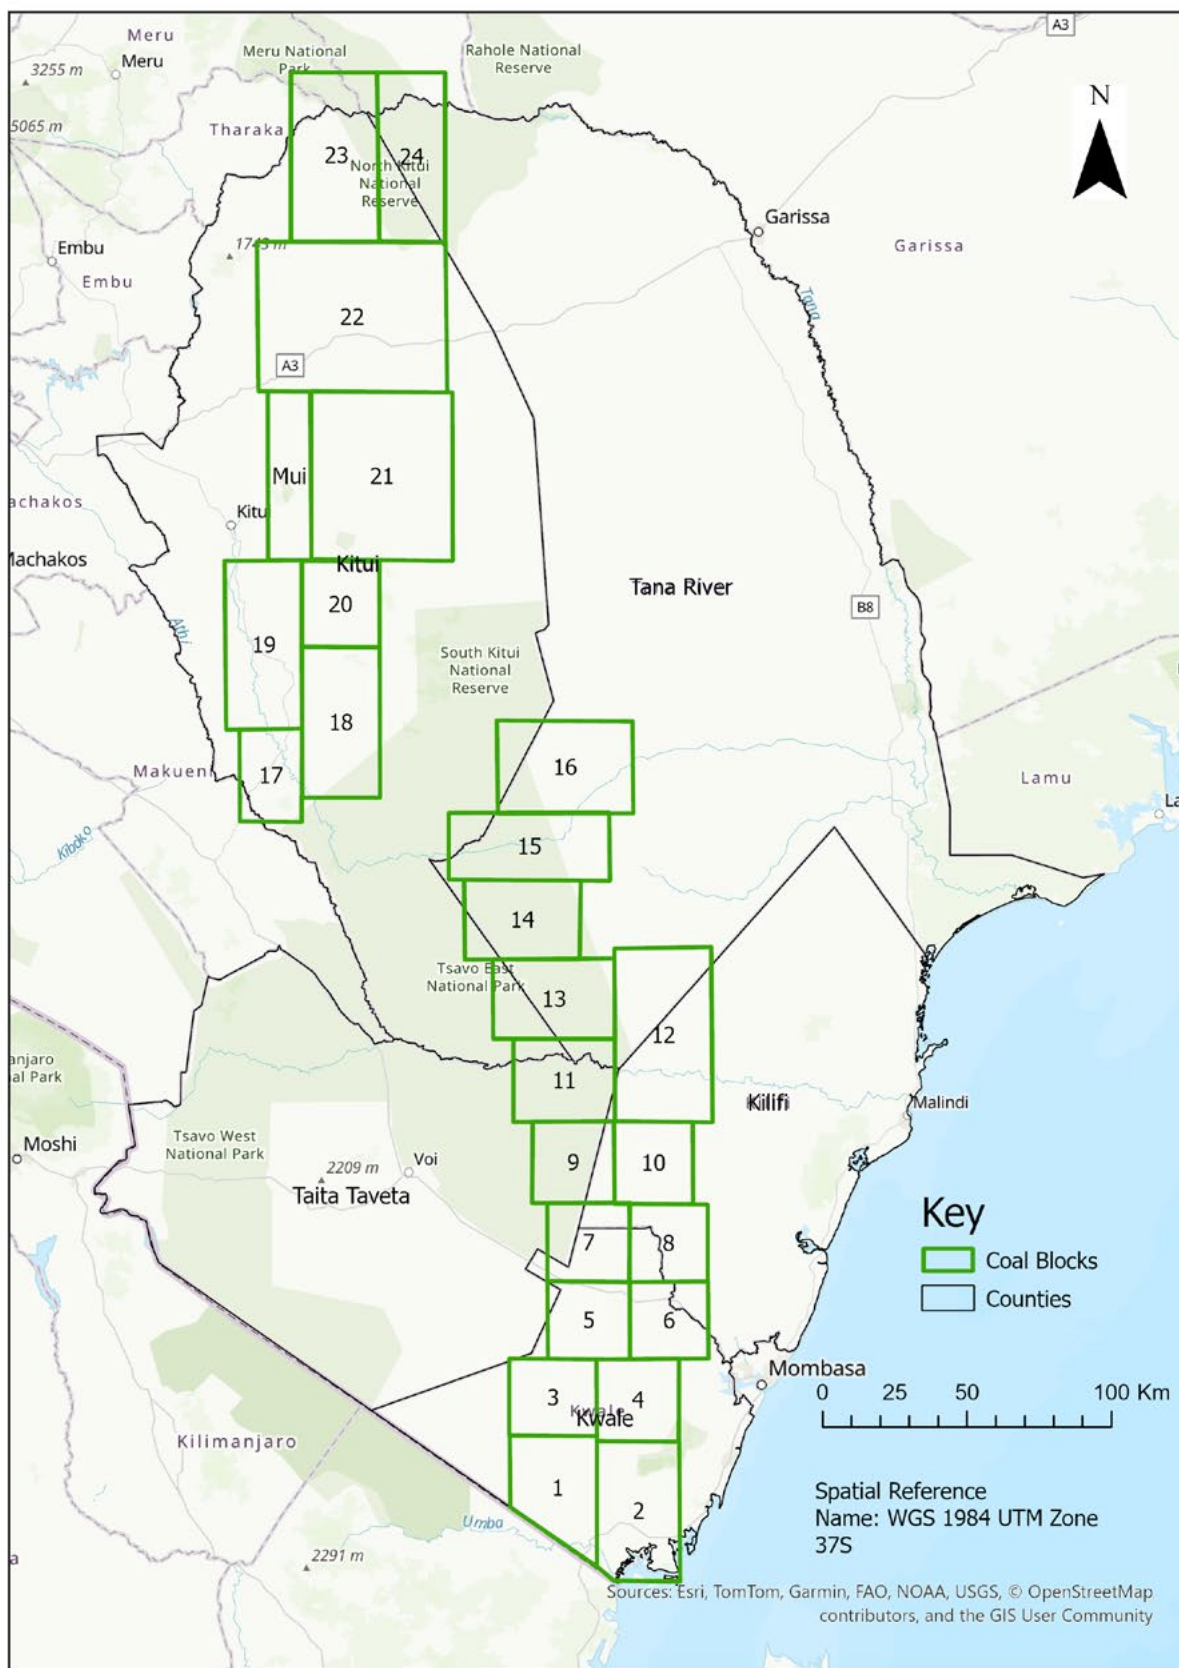 Meru
Meru National
Park
Rahole National
Reserve
A3
3255 m
Meru
N
5065 m
Tharaka
23
24
North Kitui
National
Reserve
Garissa
Garissa
Embu
1743 m
Embu
Tana
22
A3
Mui
21
achakos
Kitu
Machakos
Kitui
Tana River
20
B8
Athi
19
South Kitui
National
Reserve
18
16
Makueni
17
Lamu
La
Kiboko
15
14
Tsavo East
National Park
13
12
anjaro
al Park
11
Kilifi
Malindi
Moshi
Tsavo West
National Park
Voi
9
10
2209 m
Taita Taveta
Key
7
8
Coal Blocks
Counties
5
6
Mombasa
0 25 50 100 Km
3
4
Kwale
Kwale
Kilimanjaro
1
2
Umba
Spatial Reference
Name: WGS 1984 UTM Zone
37S
2291 m
a
Sources: Esri, TomTom, Garmin, FAO, NOAA, USGS, © OpenStreetMap
contributors, and the GIS User Community